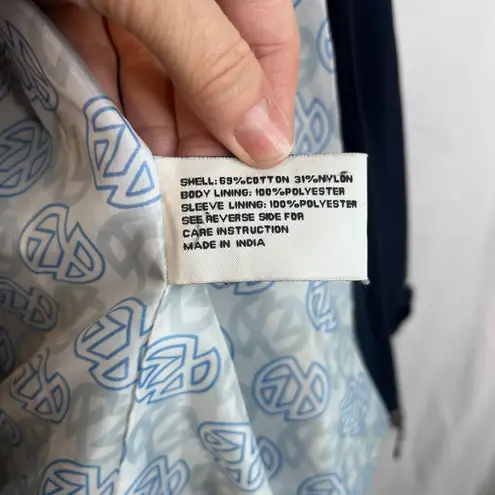 SHELL: 69%COTTON 31%NYLON
BODY LINING: 100%POLYESTER
SLEEVE LINING: 100%POLYESTER
SEE REVERSE SIDE FOR
CARE INSTRUCTION
MADE IN INDIA